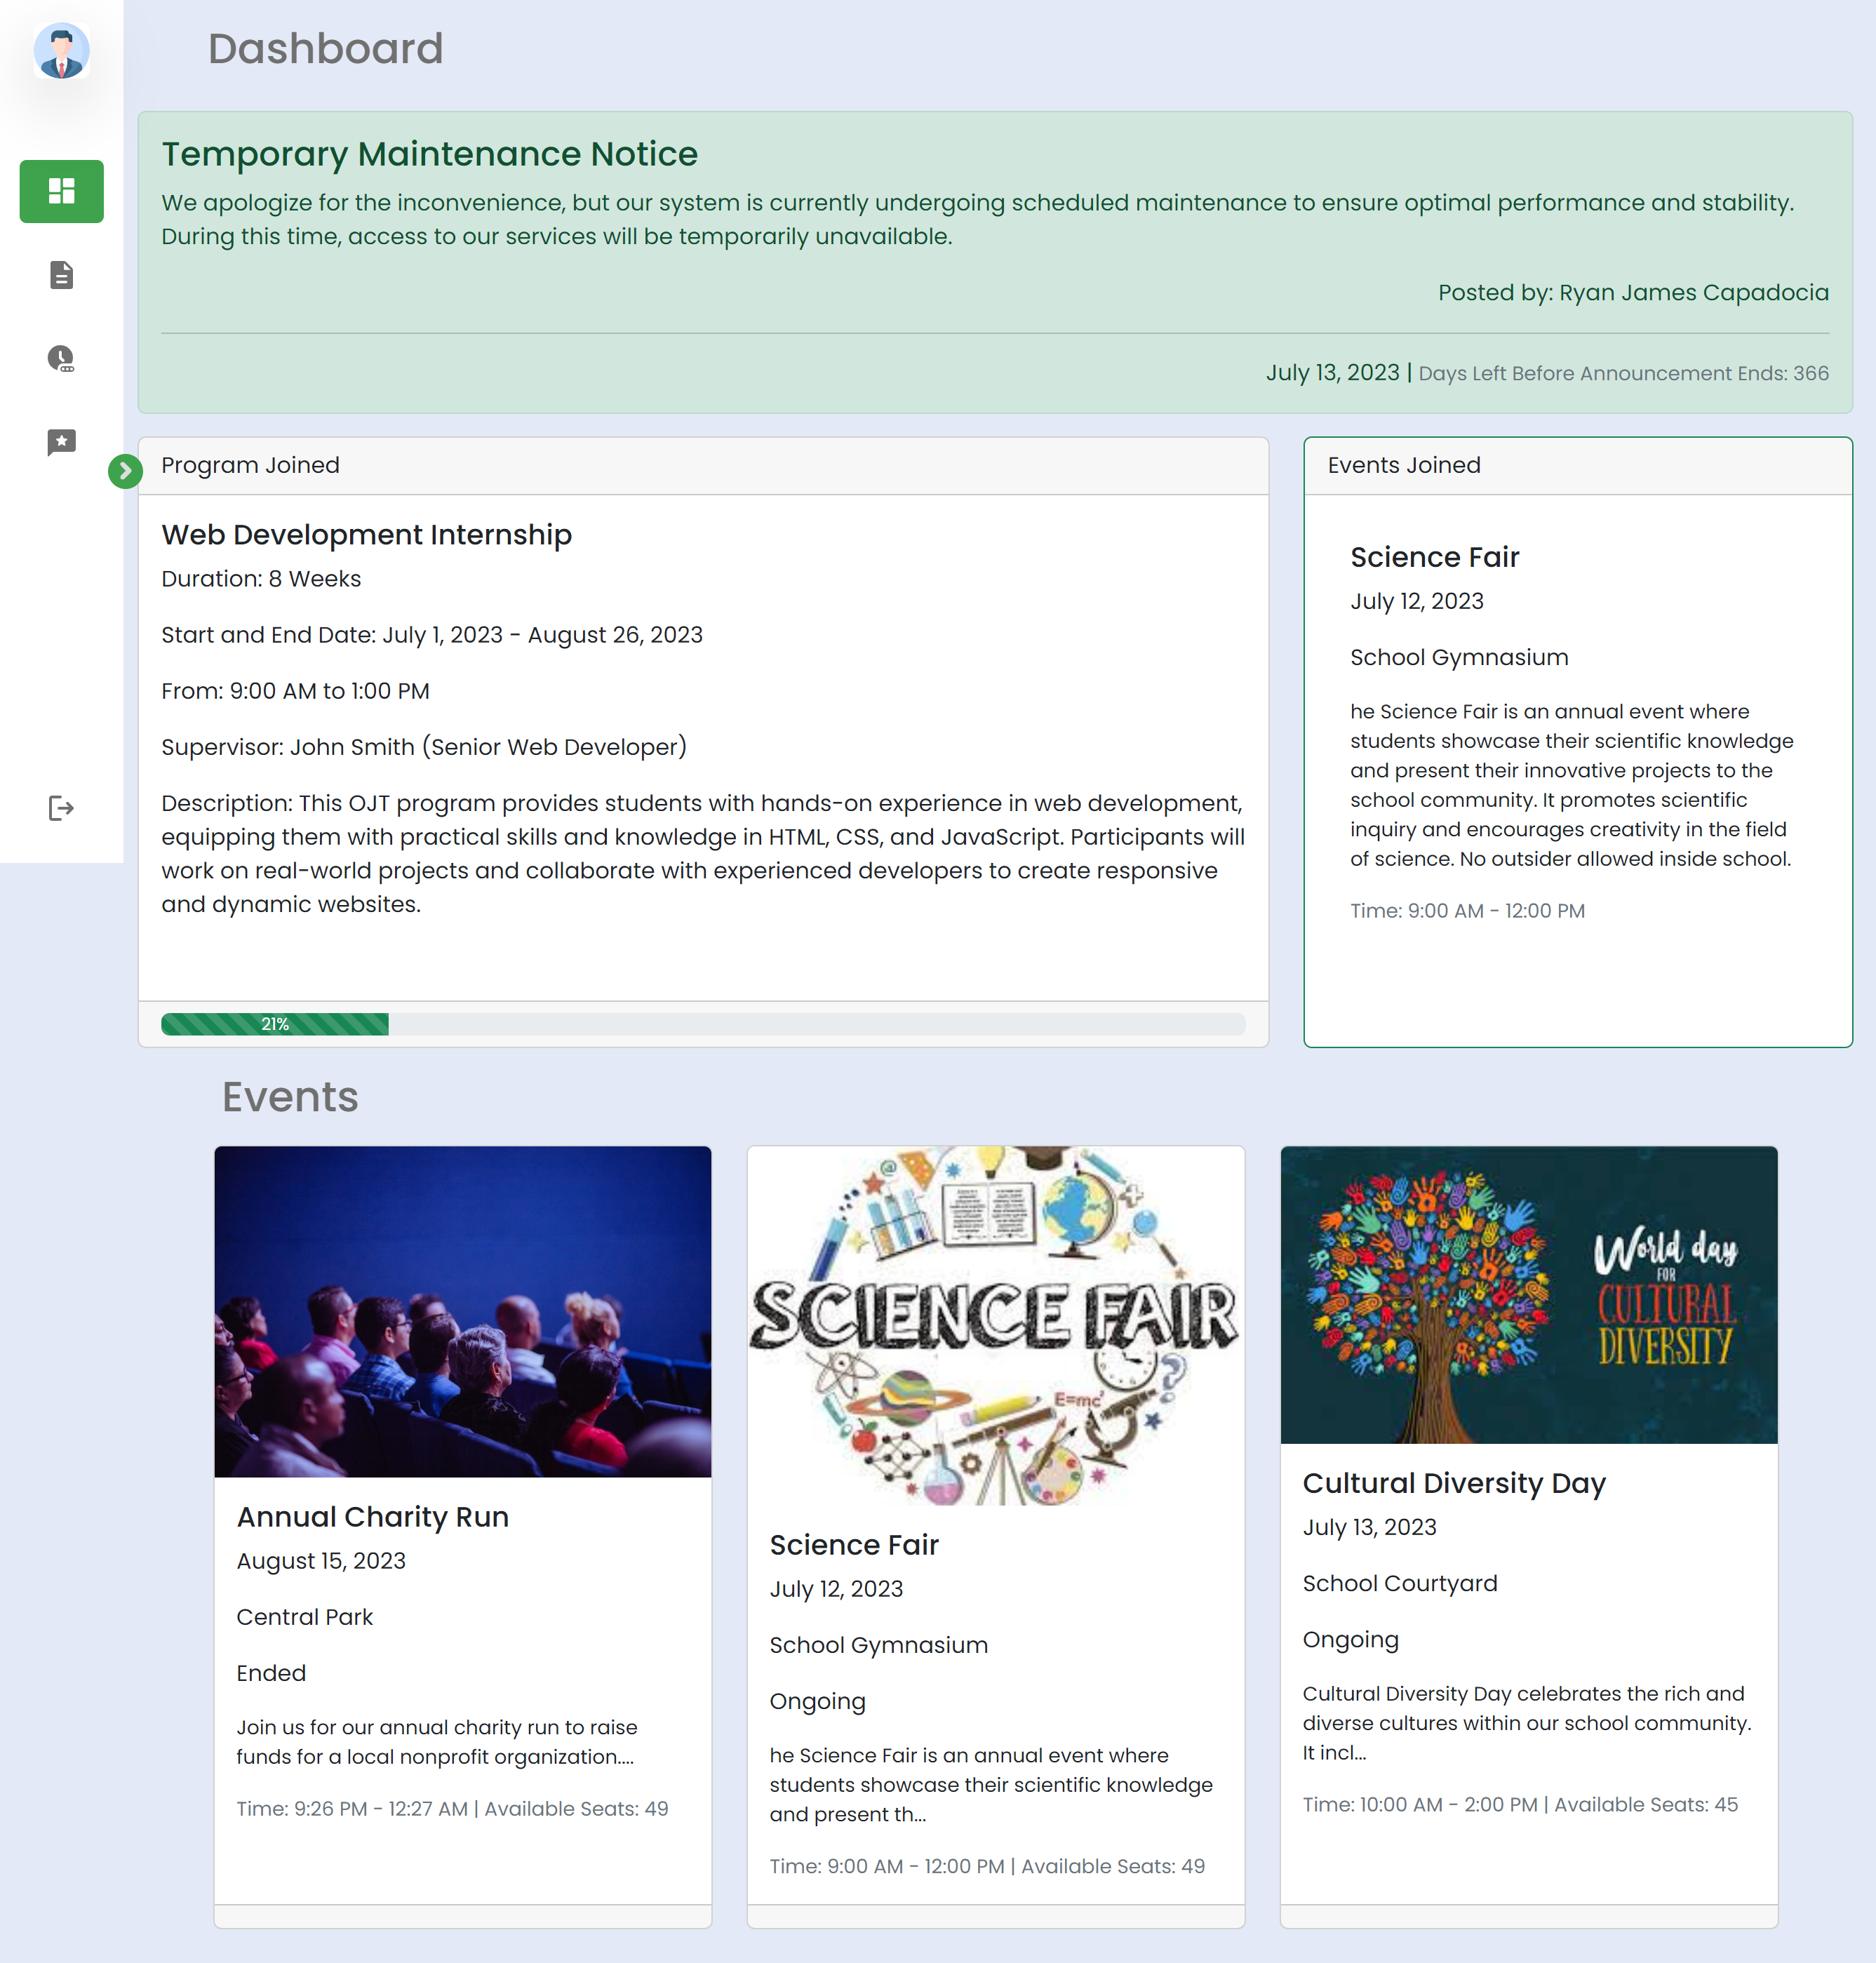 Dashboard
Temporary Maintenance Notice
We apologize for the inconvenience, but our system is currently undergoing scheduled maintenance to ensure optimal performance and stability.
During this time, access to our services will be temporarily unavailable.
Posted by: Ryan James Capadocia
July 13, 2023 | Days Left Before Announcement Ends: 366
Program Joined
Web Development Internship
Duration: 8 Weeks
Start and End Date: July 1, 2023 - August 26, 2023
From: 9:00 AM to 1:00 PM
Supervisor: John Smith (Senior Web Developer)
Description: This OJT program provides students with hands-on experience in web development,
equipping them with practical skills and knowledge in HTML, CSS, and JavaScript. Participants will
work on real-world projects and collaborate with experienced developers to create responsive
and dynamic websites.
21%
Events Joined
Science Fair
July 12, 2023
School Gymnasium
he Science Fair is an annual event where
students showcase their scientific knowledge
and present their innovative projects to the
school community. It promotes scientific
inquiry and encourages creativity in the field
of science. No outsider allowed inside school.
Time: 9:00 AM - 12:00 PM
Events
Annual Charity Run
August 15, 2023
Central Park
Ended
Join us for our annual charity run to raise
funds for a local nonprofit organization....
Time: 9:26 PM - 12:27 AM | Available Seats: 49
SCIENCE FAIR
E=mc²
Science Fair
July 12, 2023
School Gymnasium
Ongoing
he Science Fair is an annual event where
students showcase their scientific knowledge
and present th...
Time: 9:00 AM - 12:00 PM | Available Seats: 49
World day
FOR
CULTURAL
DIVERSITY
Cultural Diversity Day
July 13, 2023
School Courtyard
Ongoing
Cultural Diversity Day celebrates the rich and
diverse cultures within our school community.
It incl...
Time: 10:00 AM - 2:00 PM | Available Seats: 45